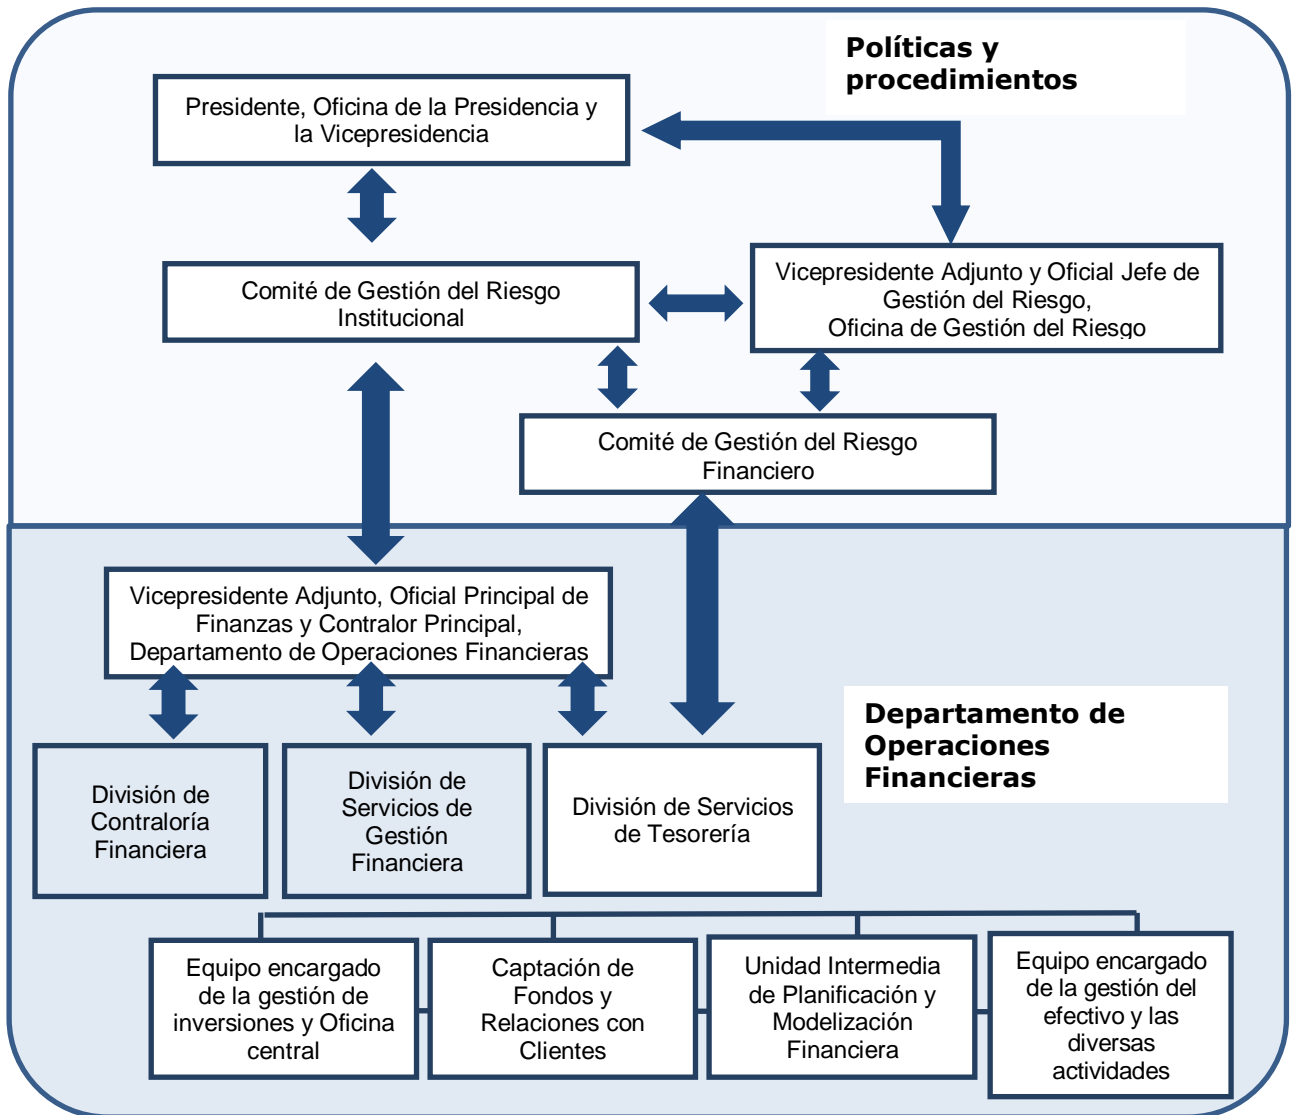 Políticas y
procedimientos
Presidente, Oficina de la Presidencia y
la Vicepresidencia
Comité de Gestión del Riesgo
Institucional
Vicepresidente Adjunto y Oficial Jefe de
Gestión del Riesgo,
Oficina de Gestión del Riesgo
Comité de Gestión del Riesgo
Financiero
Vicepresidente Adjunto, Oficial Principal de
Finanzas y Contralor Principal,
Departamento de Operaciones Financieras
Departamento de
Operaciones
Financieras
División de
Contraloría
Financiera
División de
Servicios de
Gestión
Financiera
División de Servicios
de Tesorería
Equipo encargado
de la gestión de
inversiones y Oficina
central
Captación de
Fondos y
Relaciones con
Clientes
Unidad Intermedia
de Planificación y
Modelización
Financiera
Equipo encargado
de la gestión del
efectivo y las
diversas
actividades